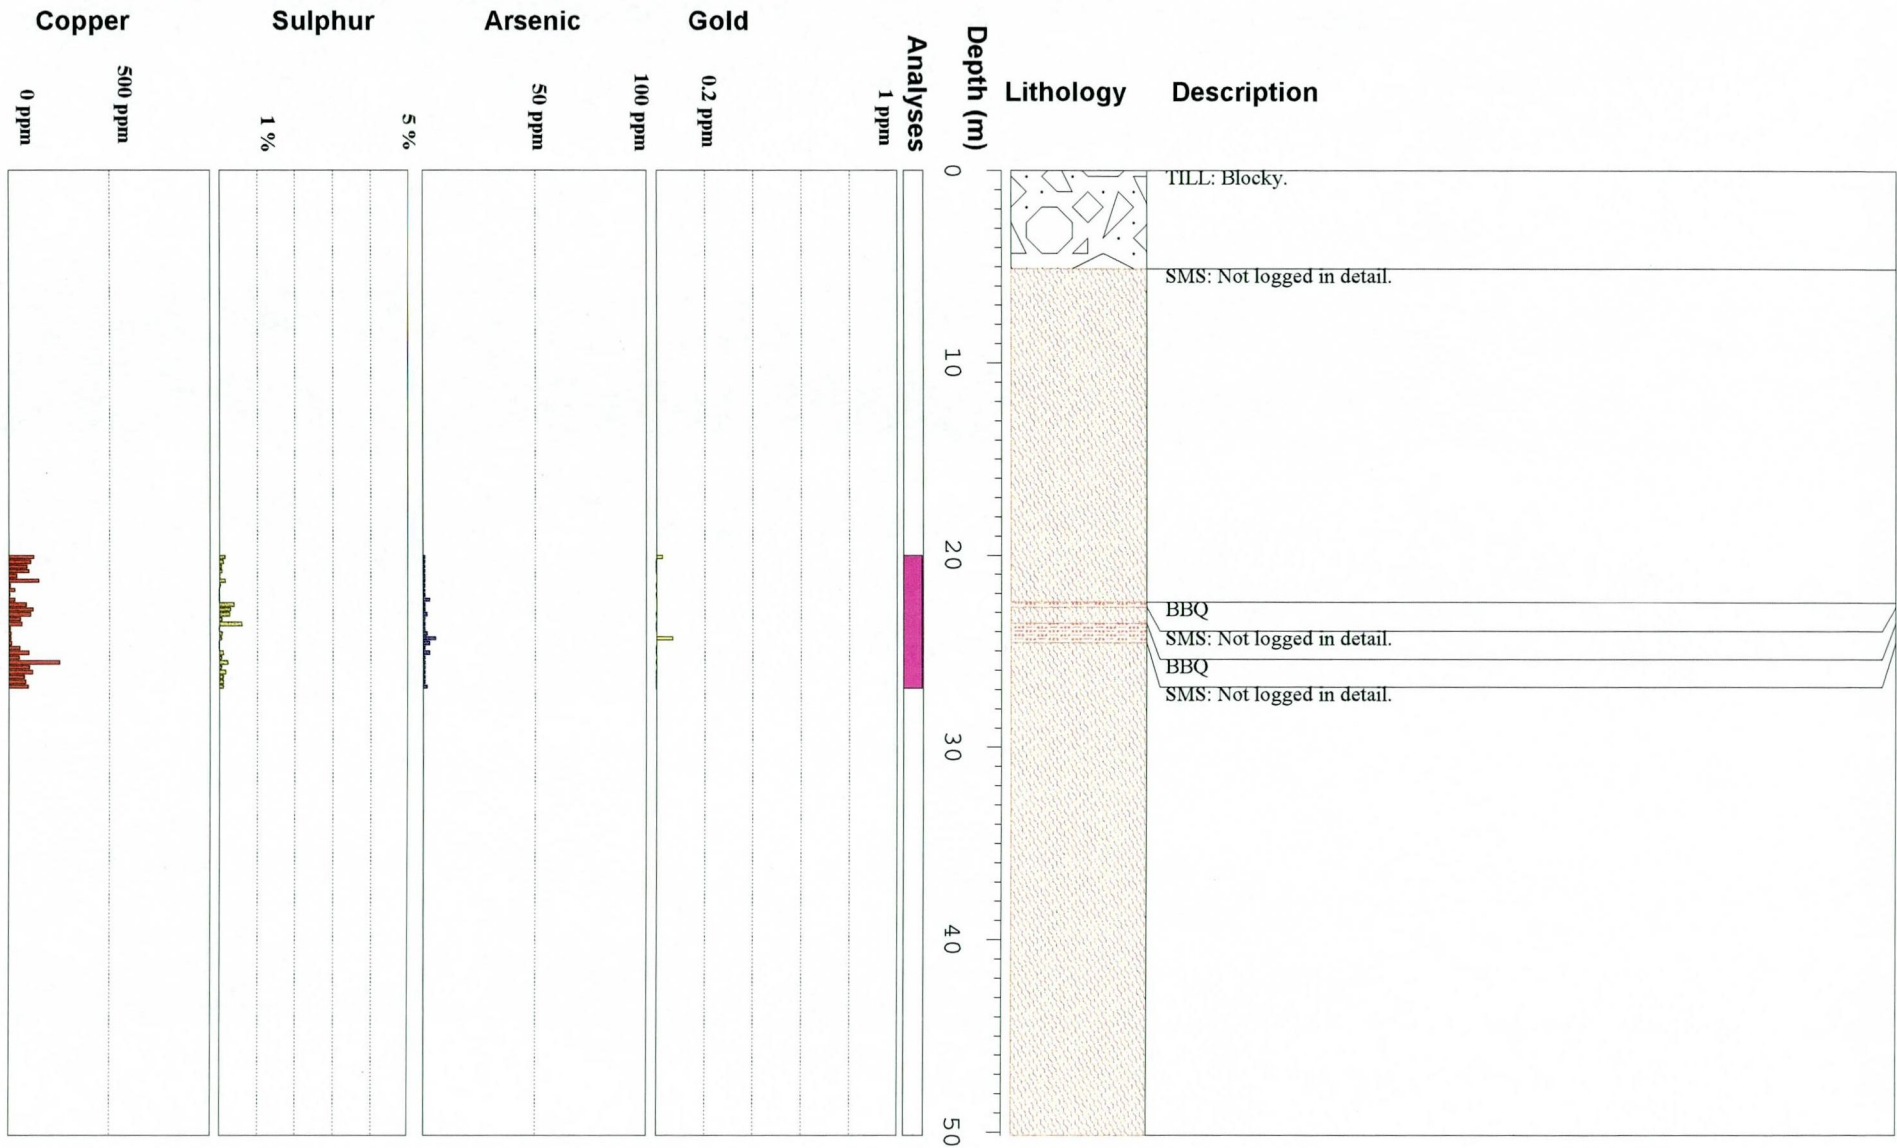 Copper Sulphur Arsenic Gold Analyses Depth (m) Lithology Description
0 ppm 500 ppm 1 % 5 % 50 ppm 100 ppm 0.2 ppm 1 ppm
0
TILL: Blocky.
SMS: Not logged in detail.
10
20
BBQ
SMS: Not logged in detail.
BBQ
SMS: Not logged in detail.
30
40
50